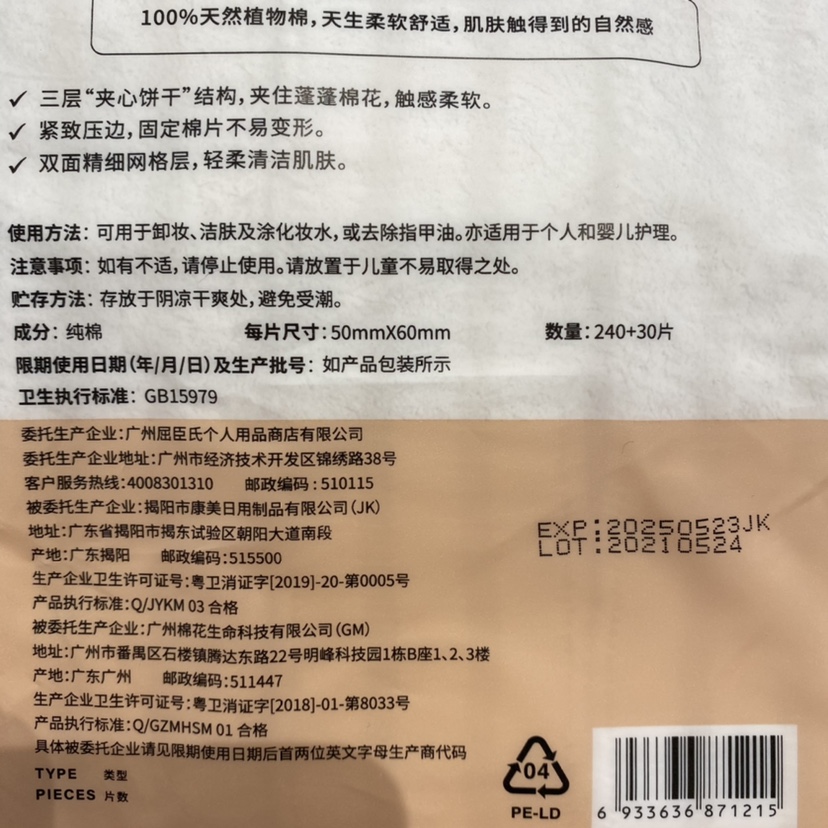 100%天然植物棉，天生柔软舒适，肌肤触得到的自然感
✓ 三层“夹心饼干”结构，夹住蓬蓬棉花，触感柔软。
✓ 紧致压边，固定棉片不易变形。
✓ 双面精细网格层，轻柔清洁肌肤。
使用方法：可用于卸妆、洁肤及涂化妆水，或去除指甲油。亦适用于个人和婴儿护理。
注意事项：如有不适，请停止使用。请放置于儿童不易取得之处。
贮存方法：存放于阴凉干爽处，避免受潮。
成分：纯棉 每片尺寸：50mmX60mm 数量：240+30片
限期使用日期（年/月/日）及生产批号：如产品包装所示
卫生执行标准：GB15979
委托生产企业：广州屈臣氏个人用品商店有限公司
委托生产企业地址：广州市经济技术开发区锦绣路38号
客户服务热线：4008301310 邮政编码：510115
被委托生产企业：揭阳市康美日用制品有限公司（JK）
地址：广东省揭阳市揭东试验区朝阳大道南段
产地：广东揭阳 邮政编码：515500
生产企业卫生许可证号：粤卫消证字[2019]-20-第0005号
产品执行标准：Q/JYKM 03 合格
被委托生产企业：广州棉花生命科技有限公司（GM）
地址：广州市番禺区石楼镇腾达东路22号明峰科技园1栋B座1、2、3楼
产地：广东广州 邮政编码：511447
生产企业卫生许可证号：粤卫消证字[2018]-01-第8033号
产品执行标准：Q/GZMHSM 01 合格
具体被委托企业请见限期使用日期后首两位英文字母生产商代码
TYPE 类型
PIECES 片数
EXP:20250523JK
LOT:20210524
04
PE-LD
6 933636 871215